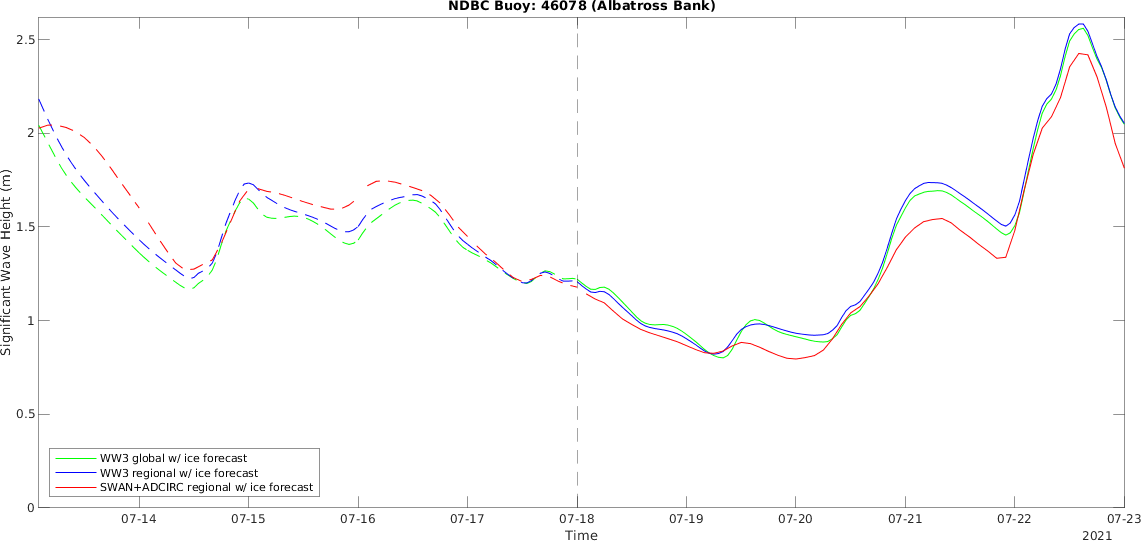 NDBC Buoy: 46078 (Albatross Bank)
Significant Wave Height (m)
2.5
2
1.5
1
0.5
0
WW3 global w/ ice forecast
WW3 regional w/ ice forecast
SWAN+ADCIRC regional w/ ice forecast
07-14 07-15 07-16 07-17 07-18 07-19 07-20 07-21 07-22 07-23
Time
2021